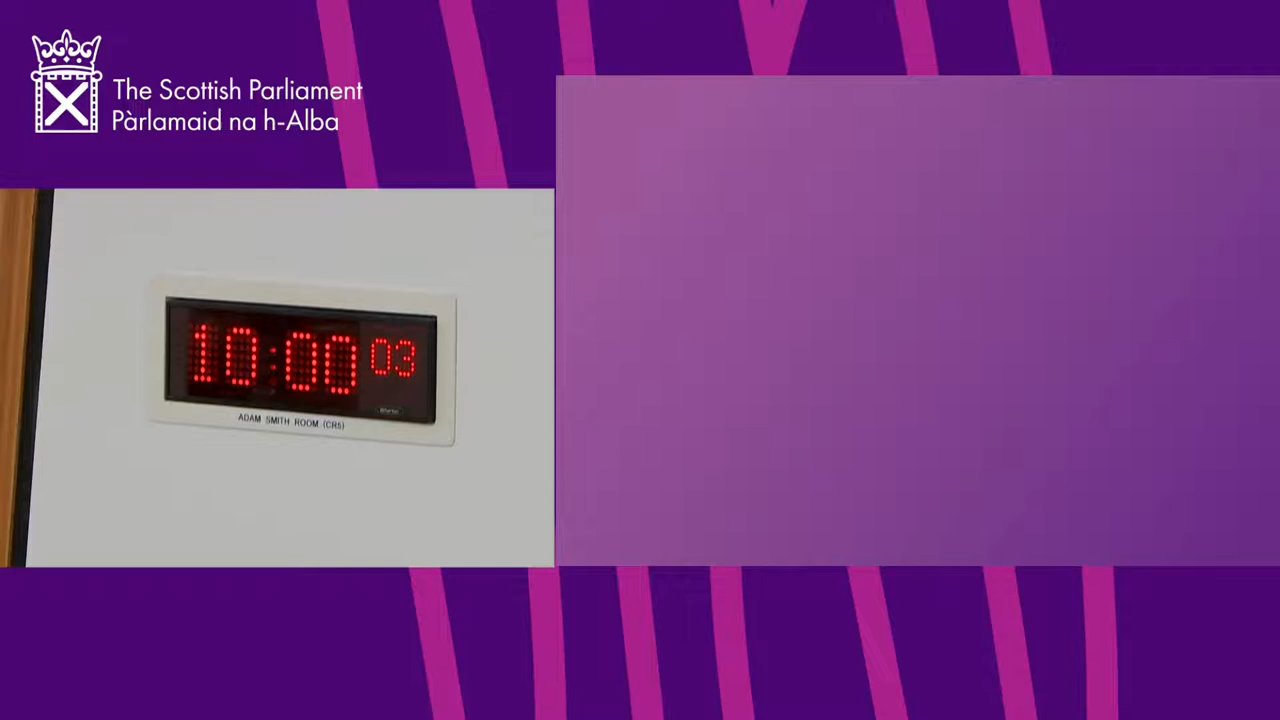 The Scottish Parliament
Pàrlamaid na h-Alba
10:00 03
ADAM SMITH ROOM (CR5)